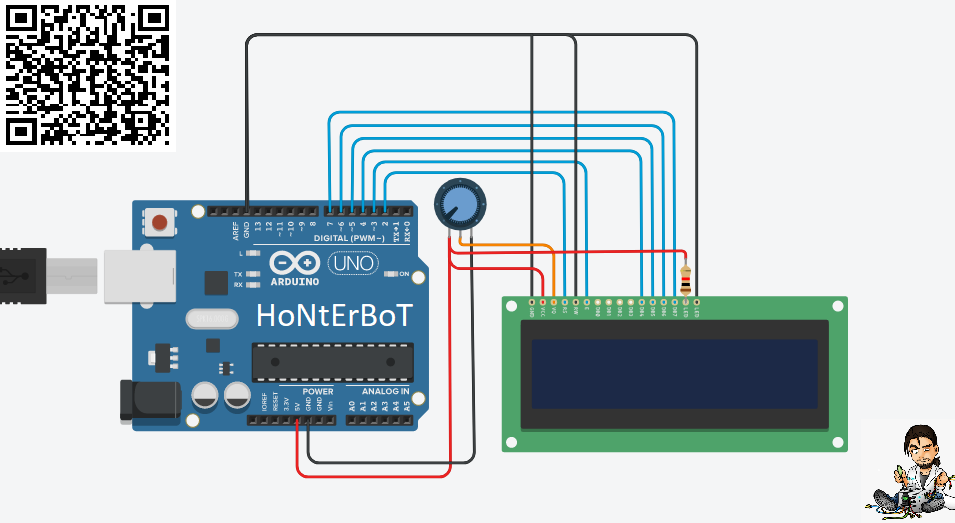 AREF
GND
13
12
~11
~10
~9
8
7
~6
~5
4
~3
2
TX→1
RX←0
DIGITAL (PWM~)
L
TX
RX
UNO
ON
ARDUINO
HoNtErBoT
POWER
ANALOG IN
IOREF
RESET
3.3V
5V
GND
GND
Vin
A0
A1
A2
A3
A4
A5
GND
VCC
VO
RS
RW
E
DB0
DB1
DB2
DB3
DB4
DB5
DB6
DB7
LED
LED